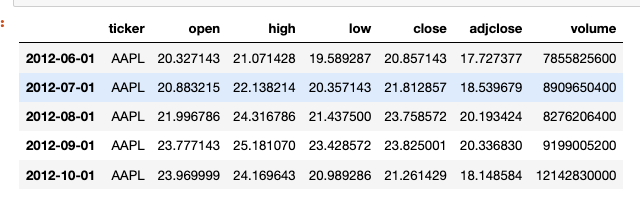 ticker open high low close adjclose volume
2012-06-01 AAPL 20.327143 21.071428 19.589287 20.857143 17.727377 7855825600
2012-07-01 AAPL 20.883215 22.138214 20.357143 21.812857 18.539679 8909650400
2012-08-01 AAPL 21.996786 24.316786 21.437500 23.758572 20.193424 8276206400
2012-09-01 AAPL 23.777143 25.181070 23.428572 23.825001 20.336830 9199005200
2012-10-01 AAPL 23.969999 24.169643 20.989286 21.261429 18.148584 12142830000